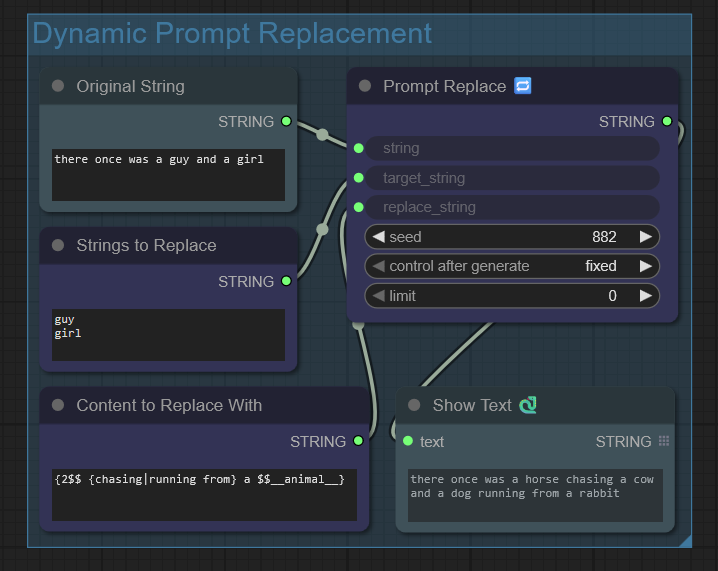 Dynamic Prompt Replacement
Original String
STRING
there once was a guy and a girl
Strings to Replace
STRING
guy
girl
Content to Replace With
STRING
{2$$ {chasing|running from} a $$__animal__}
Prompt Replace 🔁
STRING
string
target_string
replace_string
seed 882
control after generate fixed
limit 0
Show Text
text STRING
there once was a horse chasing a cow
and a dog running from a rabbit